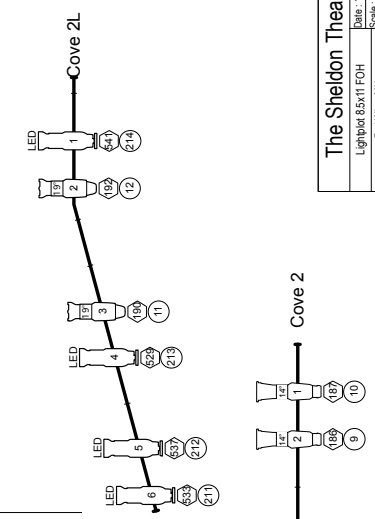 Cove 2L
LED
1
541
214
19°
2
192
12
19°
3
190
11
LED
4
529
213
LED
5
537
212
LED
6
533
211
Cove 2
14°
1
187
10
14°
2
186
9
The Sheldon Thea
Lightplot 8.5x11 FOH
Date :
Scale :